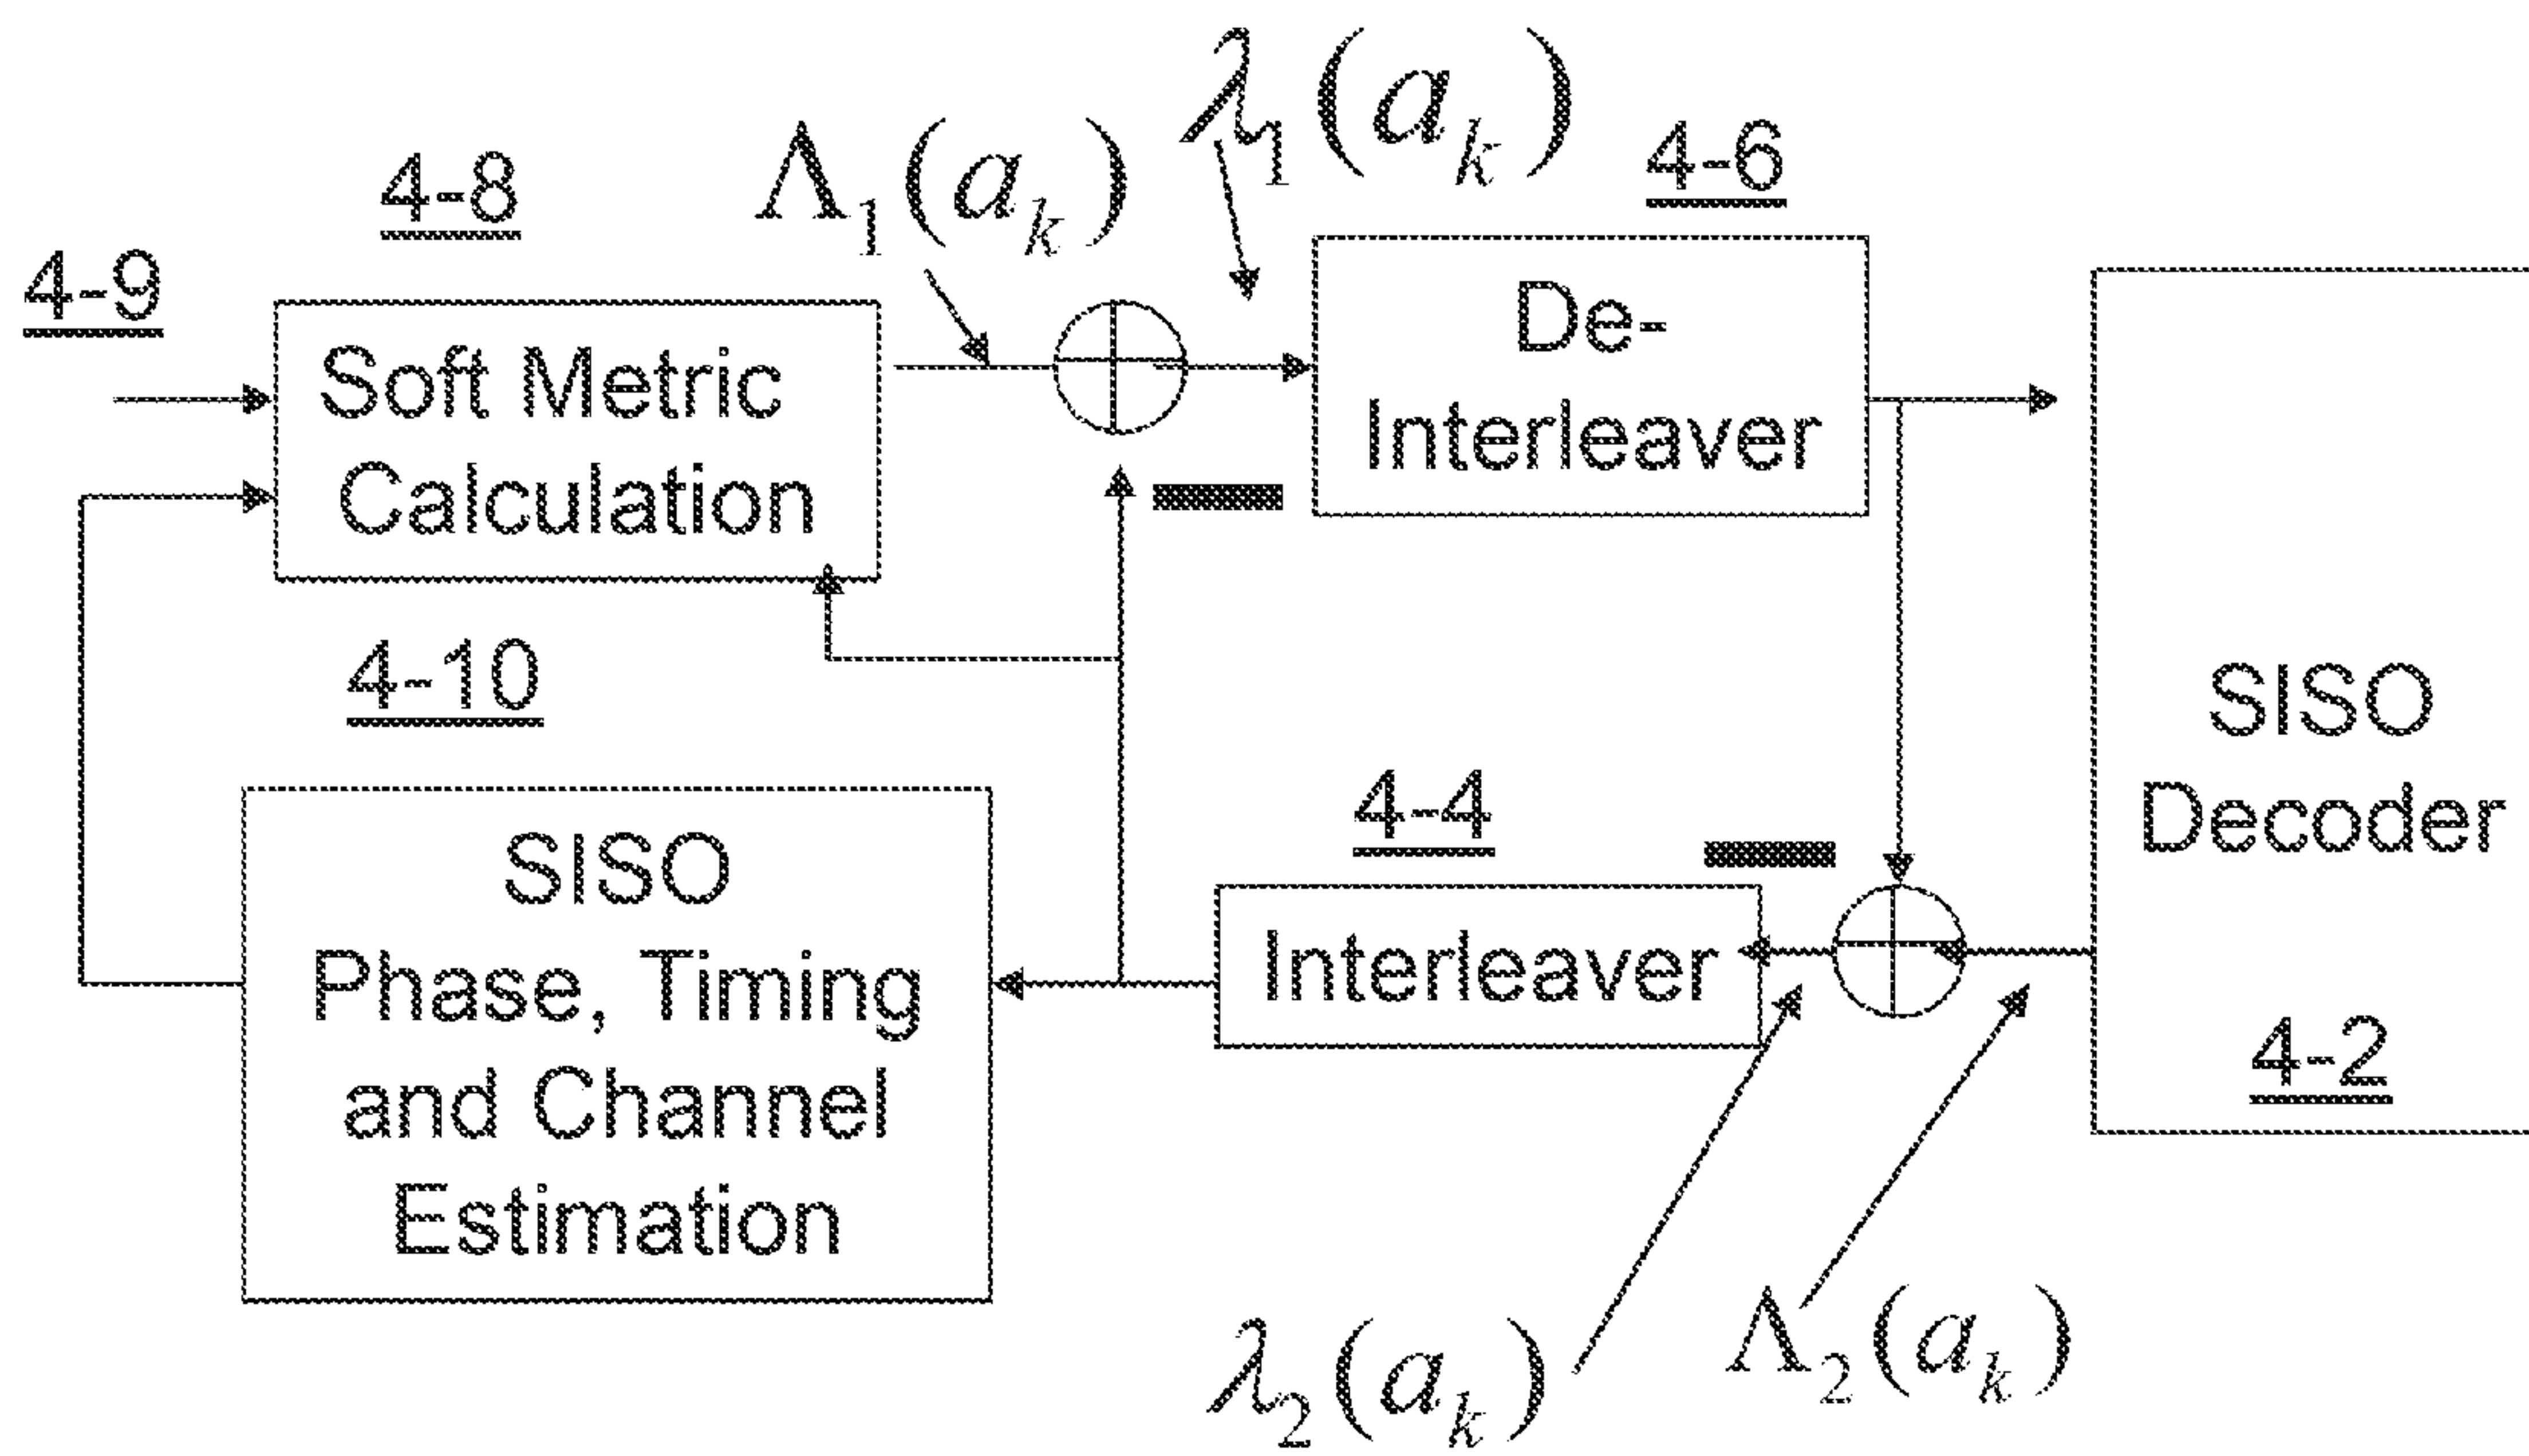 4-9
4-8
Λ₁(aₖ)
λ₁(aₖ)
4-6
Soft Metric
Calculation
De-
Interleaver
4-10
SISO
Phase, Timing
and Channel
Estimation
4-4
Interleaver
SISO
Decoder
4-2
λ₂(aₖ)
Λ₂(aₖ)